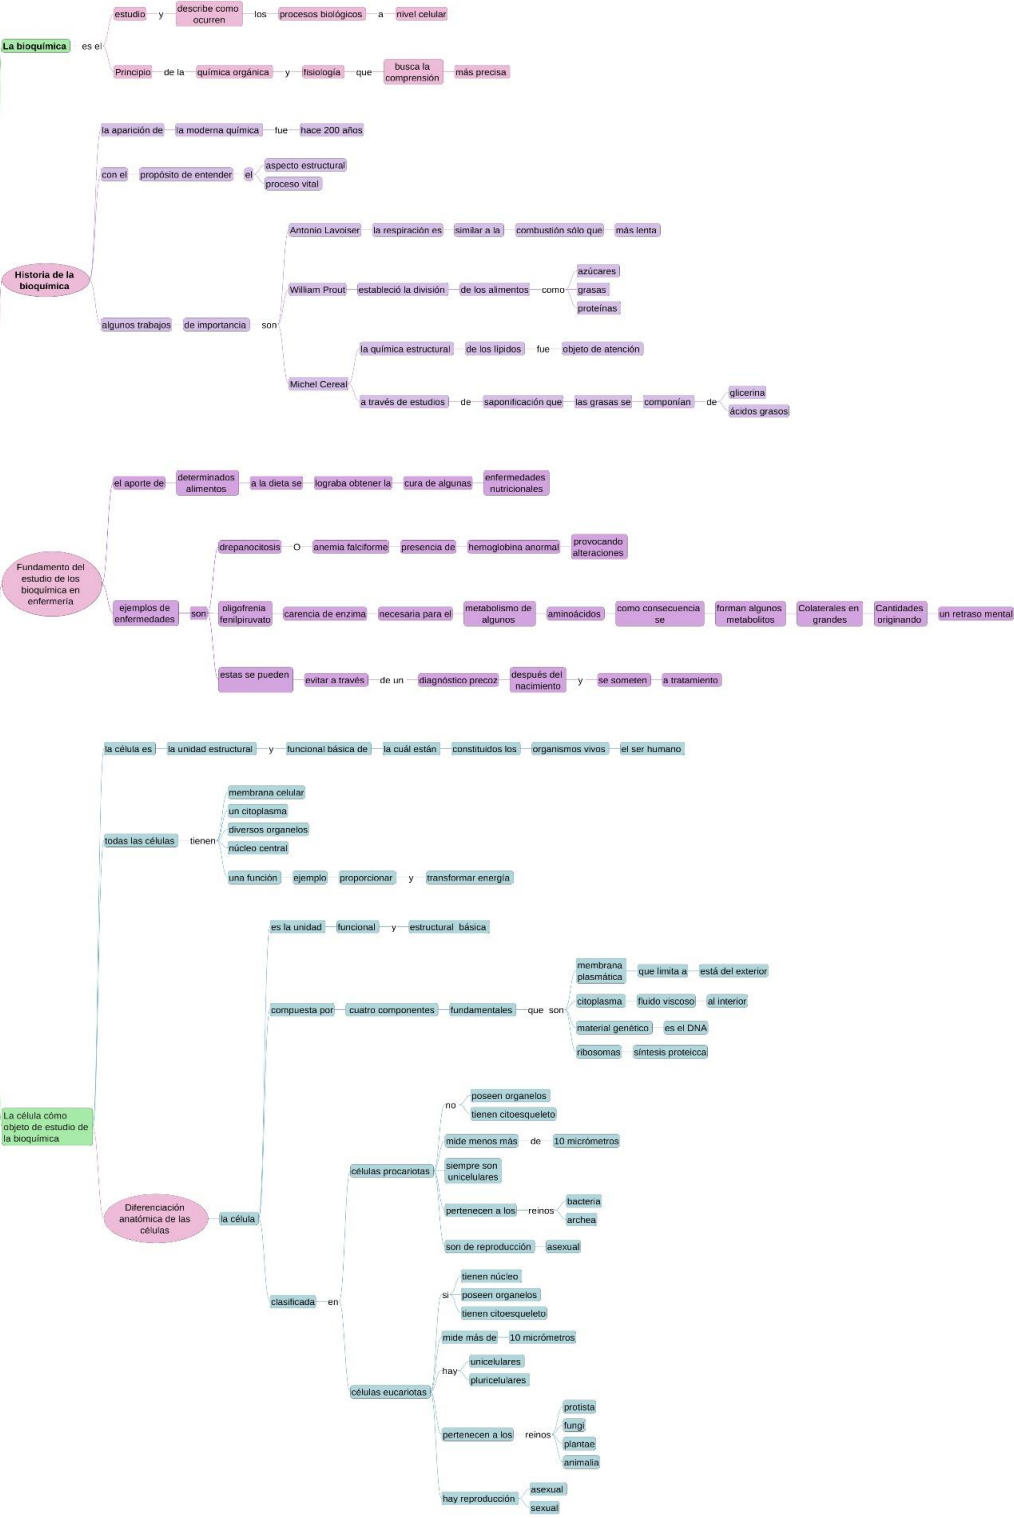 estudio y describe como los procesos biológicos a nivel celular
ocurren
La bioquímica es el
Principio de la química orgánica y fisiología que busca la más precisa
comprensión
la aparición de la moderna química fue hace 200 años
con el propósito de entender el
aspecto estructural
proceso vital
Historia de la
bioquímica
algunos trabajos de importancia son
Antonio Lavoiser la respiración es similar a la combustión sólo que más lenta
William Prout estableció la división de los alimentos como
azúcares
grasas
proteínas
Michel Cereal
la química estructural de los lípidos fue objeto de atención
a través de estudios de saponificación que las grasas se componían de
glicerina
ácidos grasos
Fundamento del
estudio de los
bioquímica en
enfermería
el aporte de determinados a la dieta se lograba obtener la cura de algunas enfermedades
alimentos nutricionales
ejemplos de
enfermedades
son
drepanocitosis O anemia falciforme presencia de hemoglobina anormal provocando
alteraciones
oligofrenia carencia de enzima necesaria para el metabolismo de aminoácidos como consecuencia forman algunos Colaterales en Cantidades un retraso mental
fenilpiruvato algunos se metabolitos grandes originando
estas se pueden evitar a través de un diagnóstico precoz después del y se someten a tratamiento
nacimiento
La célula cómo
objeto de estudio de
la bioquímica
la célula es la unidad estructural y funcional básica de la cuál están constituidos los organismos vivos el ser humano
todas las células tienen
membrana celular
un citoplasma
diversos organelos
núcleo central
una función ejemplo proporcionar y transformar energía
Diferenciación
anatómica de las
células
la célula
es la unidad funcional y estructural básica
compuesta por cuatro componentes fundamentales que son
membrana que limita a está del exterior
plasmática
citoplasma fluido viscoso al interior
material genético es el DNA
ribosomas síntesis proteicca
clasificada en
células procariotas
no
poseen organelos
tienen citoesqueleto
mide menos más de 10 micrómetros
siempre son
unicelulares
pertenecen a los reinos
bacteria
archea
son de reproducción asexual
células eucariotas
si
tienen núcleo
poseen organelos
tienen citoesqueleto
mide más de 10 micrómetros
hay
unicelulares
pluricelulares
pertenecen a los reinos
protista
fungi
plantae
animalia
hay reproducción
asexual
sexual